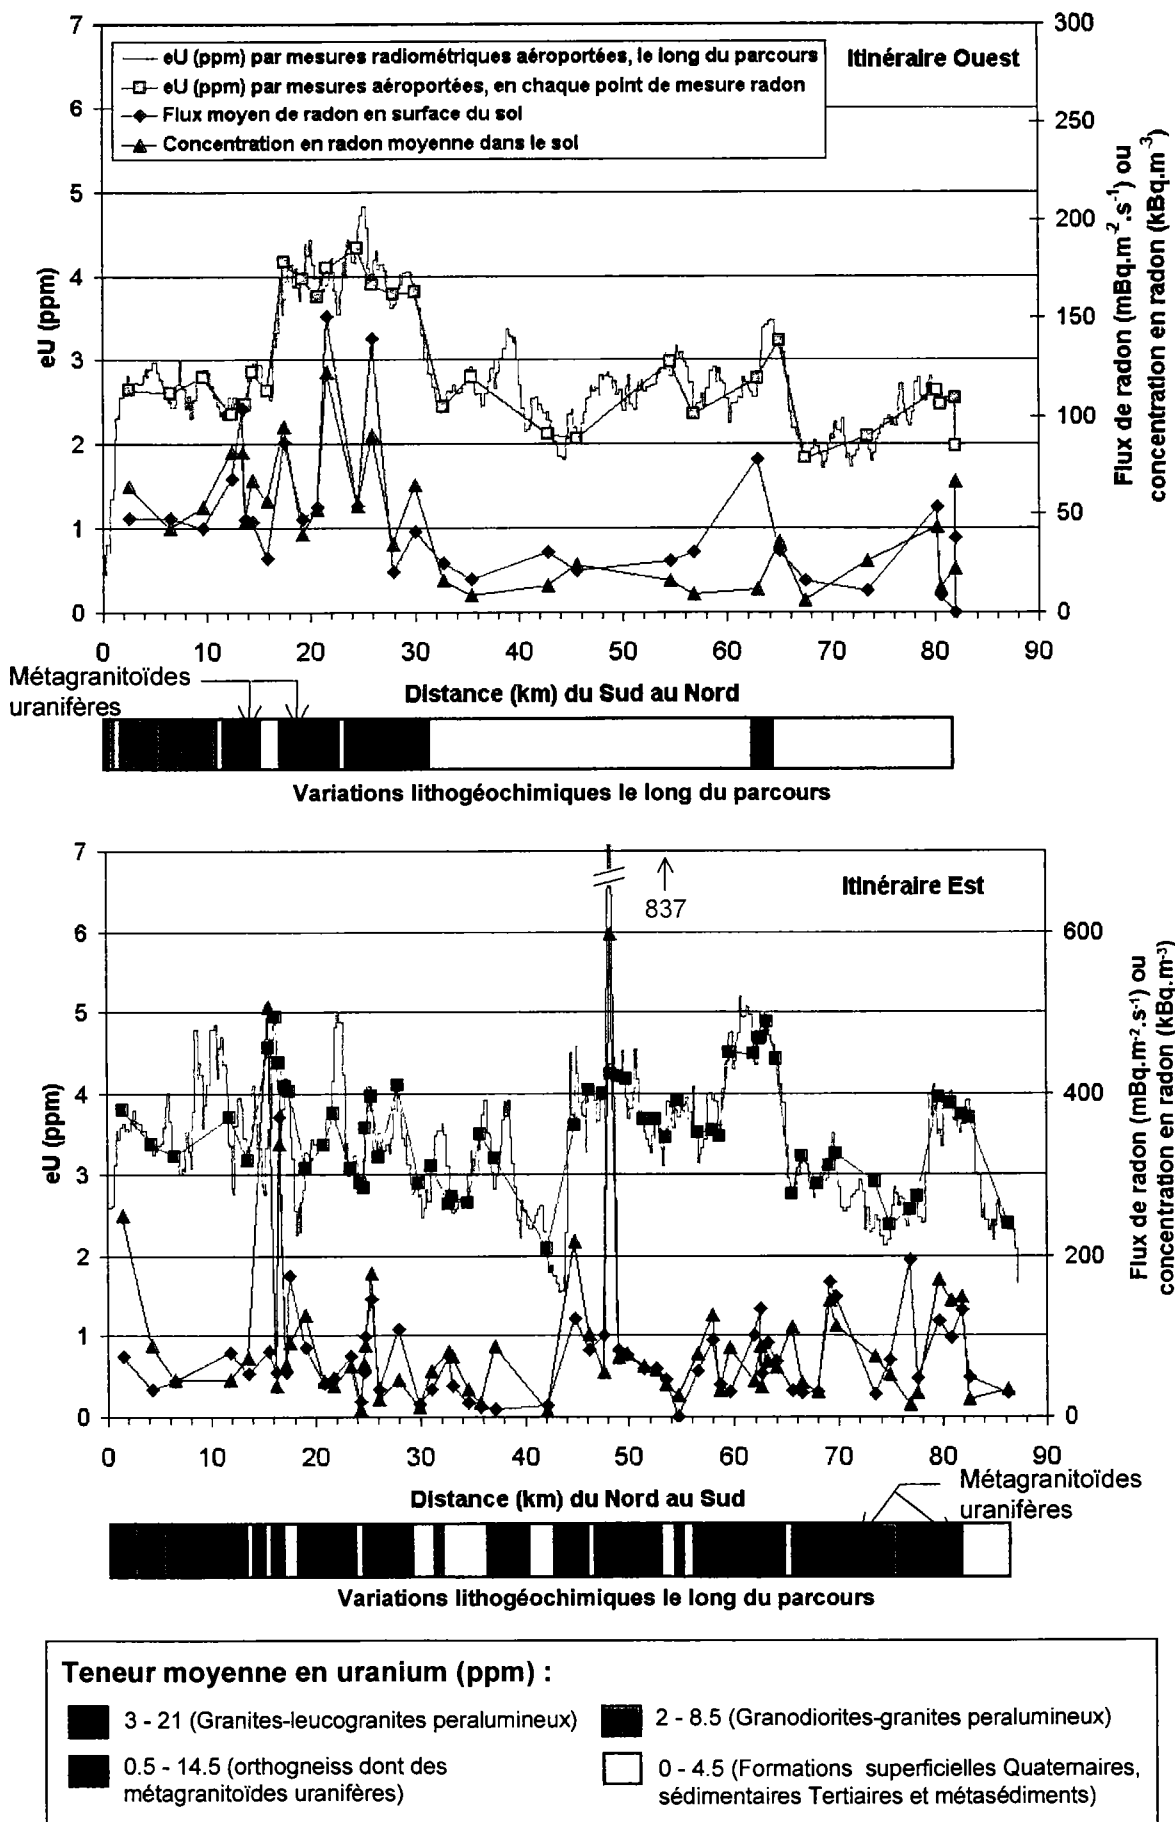 7
6
5
4
3
2
1
0
eU (ppm)
eU (ppm) par mesures radiométriques aéroportées, le long du parcours
eU (ppm) par mesures aéroportées, en chaque point de mesure radon
Flux moyen de radon en surface du sol
Concentration en radon moyenne dans le sol
Itinéraire Ouest
300
250
200
150
100
50
0
Flux de radon (mBq.m-2.s-1) ou
concentration en radon (kBq.m-3)
0 10 20 30 40 50 60 70 80 90
Distance (km) du Sud au Nord
Métagranitoïdes
uranifères
Variations lithogéochimiques le long du parcours
7
6
5
4
3
2
1
0
eU (ppm)
837
Itinéraire Est
600
400
200
0
Flux de radon (mBq.m-2.s-1) ou
concentration en radon (kBq.m-3)
0 10 20 30 40 50 60 70 80 90
Distance (km) du Nord au Sud
Métagranitoïdes
uranifères
Variations lithogéochimiques le long du parcours
Teneur moyenne en uranium (ppm) :
3 - 21 (Granites-leucogranites peralumineux)
2 - 8.5 (Granodiorites-granites peralumineux)
0.5 - 14.5 (orthogneiss dont des
métagranitoïdes uranifères)
0 - 4.5 (Formations superficielles Quaternaires,
sédimentaires Tertiaires et métasédiments)